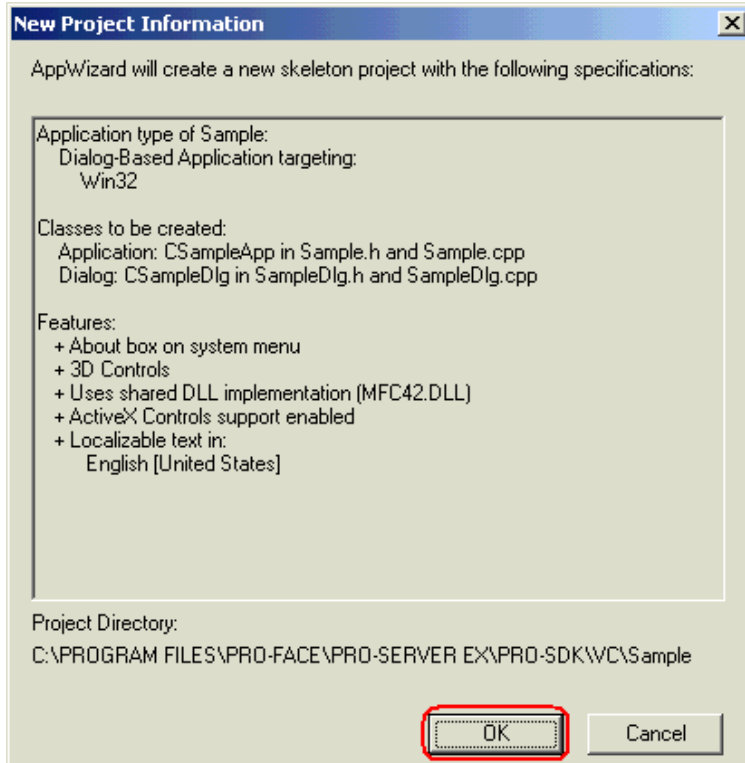 New Project Information
AppWizard will create a new skeleton project with the following specifications:
Application type of Sample:
Dialog-Based Application targeting:
Win32
Classes to be created:
Application: CSampleApp in Sample.h and Sample.cpp
Dialog: CSampleDlg in SampleDlg.h and SampleDlg.cpp
Features:
+ About box on system menu
+ 3D Controls
+ Uses shared DLL implementation (MFC42.DLL)
+ ActiveX Controls support enabled
+ Localizable text in:
English [United States]
Project Directory:
C:\PROGRAM FILES\PRO-FACE\PRO-SERVER EX\PRO-SDK\VC\Sample
OK Cancel